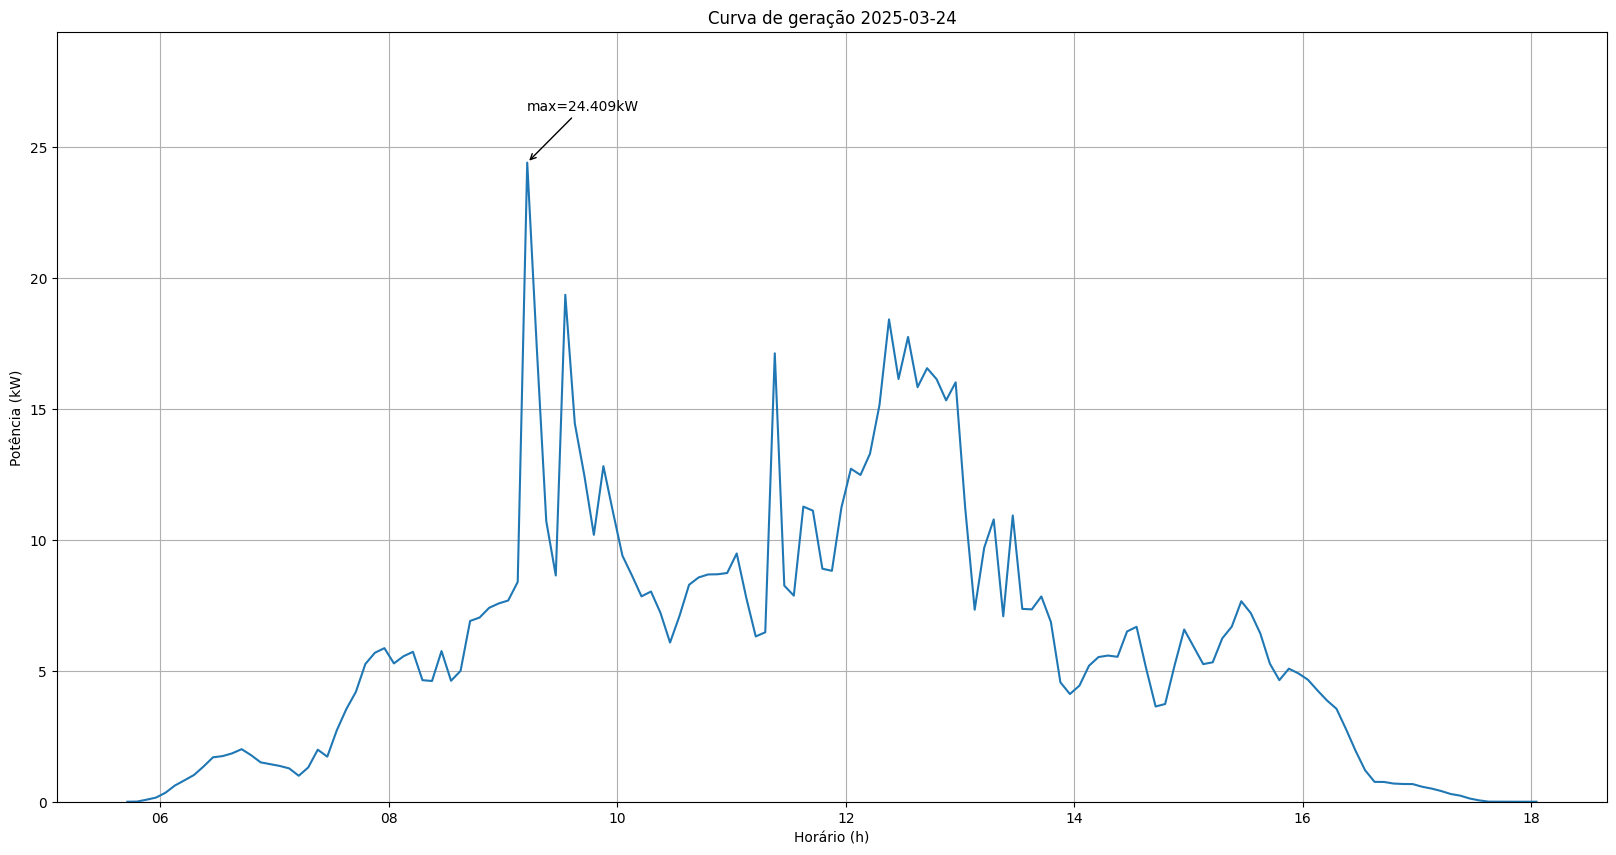 Curva de geração 2025-03-24
max=24.409kW
25
20
15
10
5
0
Potência (kW)
06 08 10 12 14 16 18
Horário (h)